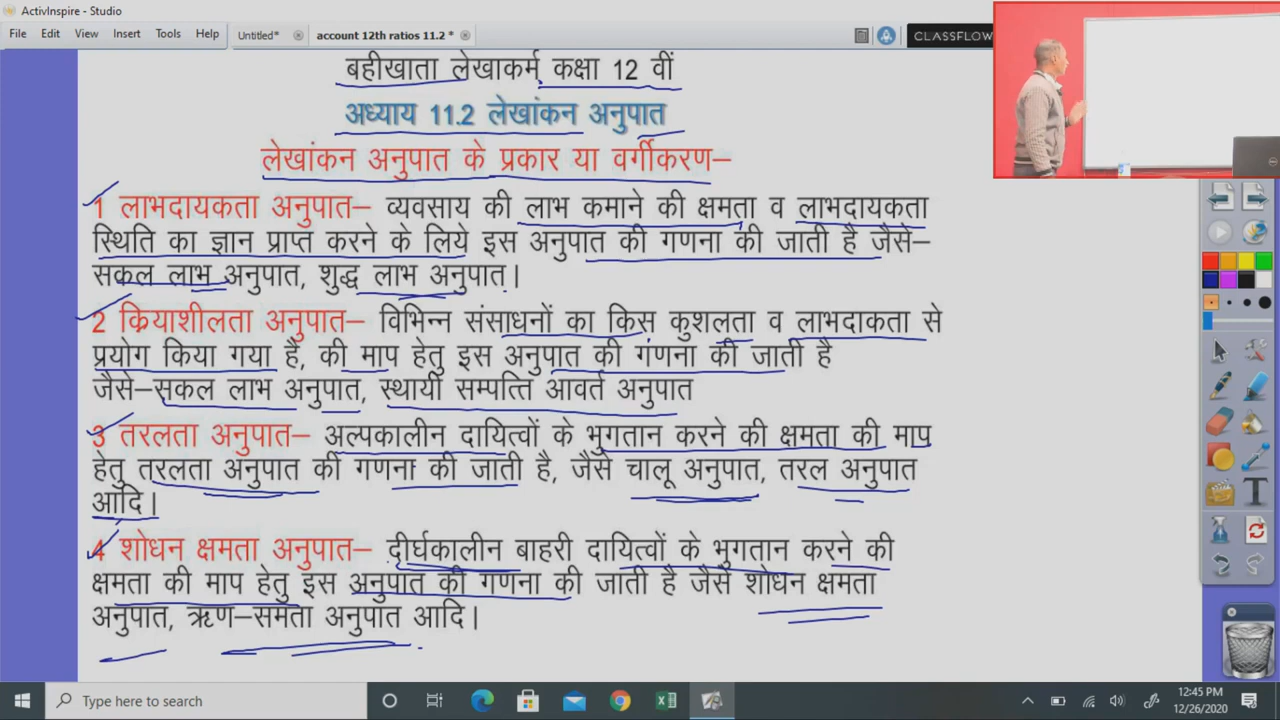 ActivInspire - Studio
File Edit View Insert Tools Help
Untitled* account 12th ratios 11.2 *
CLASSFLOW
बहीखाता लेखाकर्म कक्षा 12 वीं
अध्याय 11.2 लेखांकन अनुपात
लेखांकन अनुपात के प्रकार या वर्गीकरण–
1 लाभदायकता अनुपात– व्यवसाय की लाभ कमाने की क्षमता व लाभदायकता
स्थिति का ज्ञान प्राप्त करने के लिये इस अनुपात की गणना की जाती है जैसे–
सकल लाभ अनुपात, शुद्ध लाभ अनुपात।
2 कियाशीलता अनुपात– विभिन्न संसाधनों का किस कुशलता व लाभदाकता से
प्रयोग किया गया है, की माप हेतु इस अनुपात की गणना की जाती है
जैसे–सकल लाभ अनुपात, स्थायी सम्पत्ति आवर्त अनुपात
3 तरलता अनुपात– अल्पकालीन दायित्वों के भुगतान करने की क्षमता की माप
हेतु तरलता अनुपात की गणना की जाती है, जैसे चालू अनुपात, तरल अनुपात
आदि।
4 शोधन क्षमता अनुपात– दीर्घकालीन बाहरी दायित्वों के भुगतान करने की
क्षमता की माप हेतु इस अनुपात की गणना की जाती है जैसे शोधन क्षमता
अनुपात, ऋण–समता अनुपात आदि।
Type here to search
12:45 PM
12/26/2020